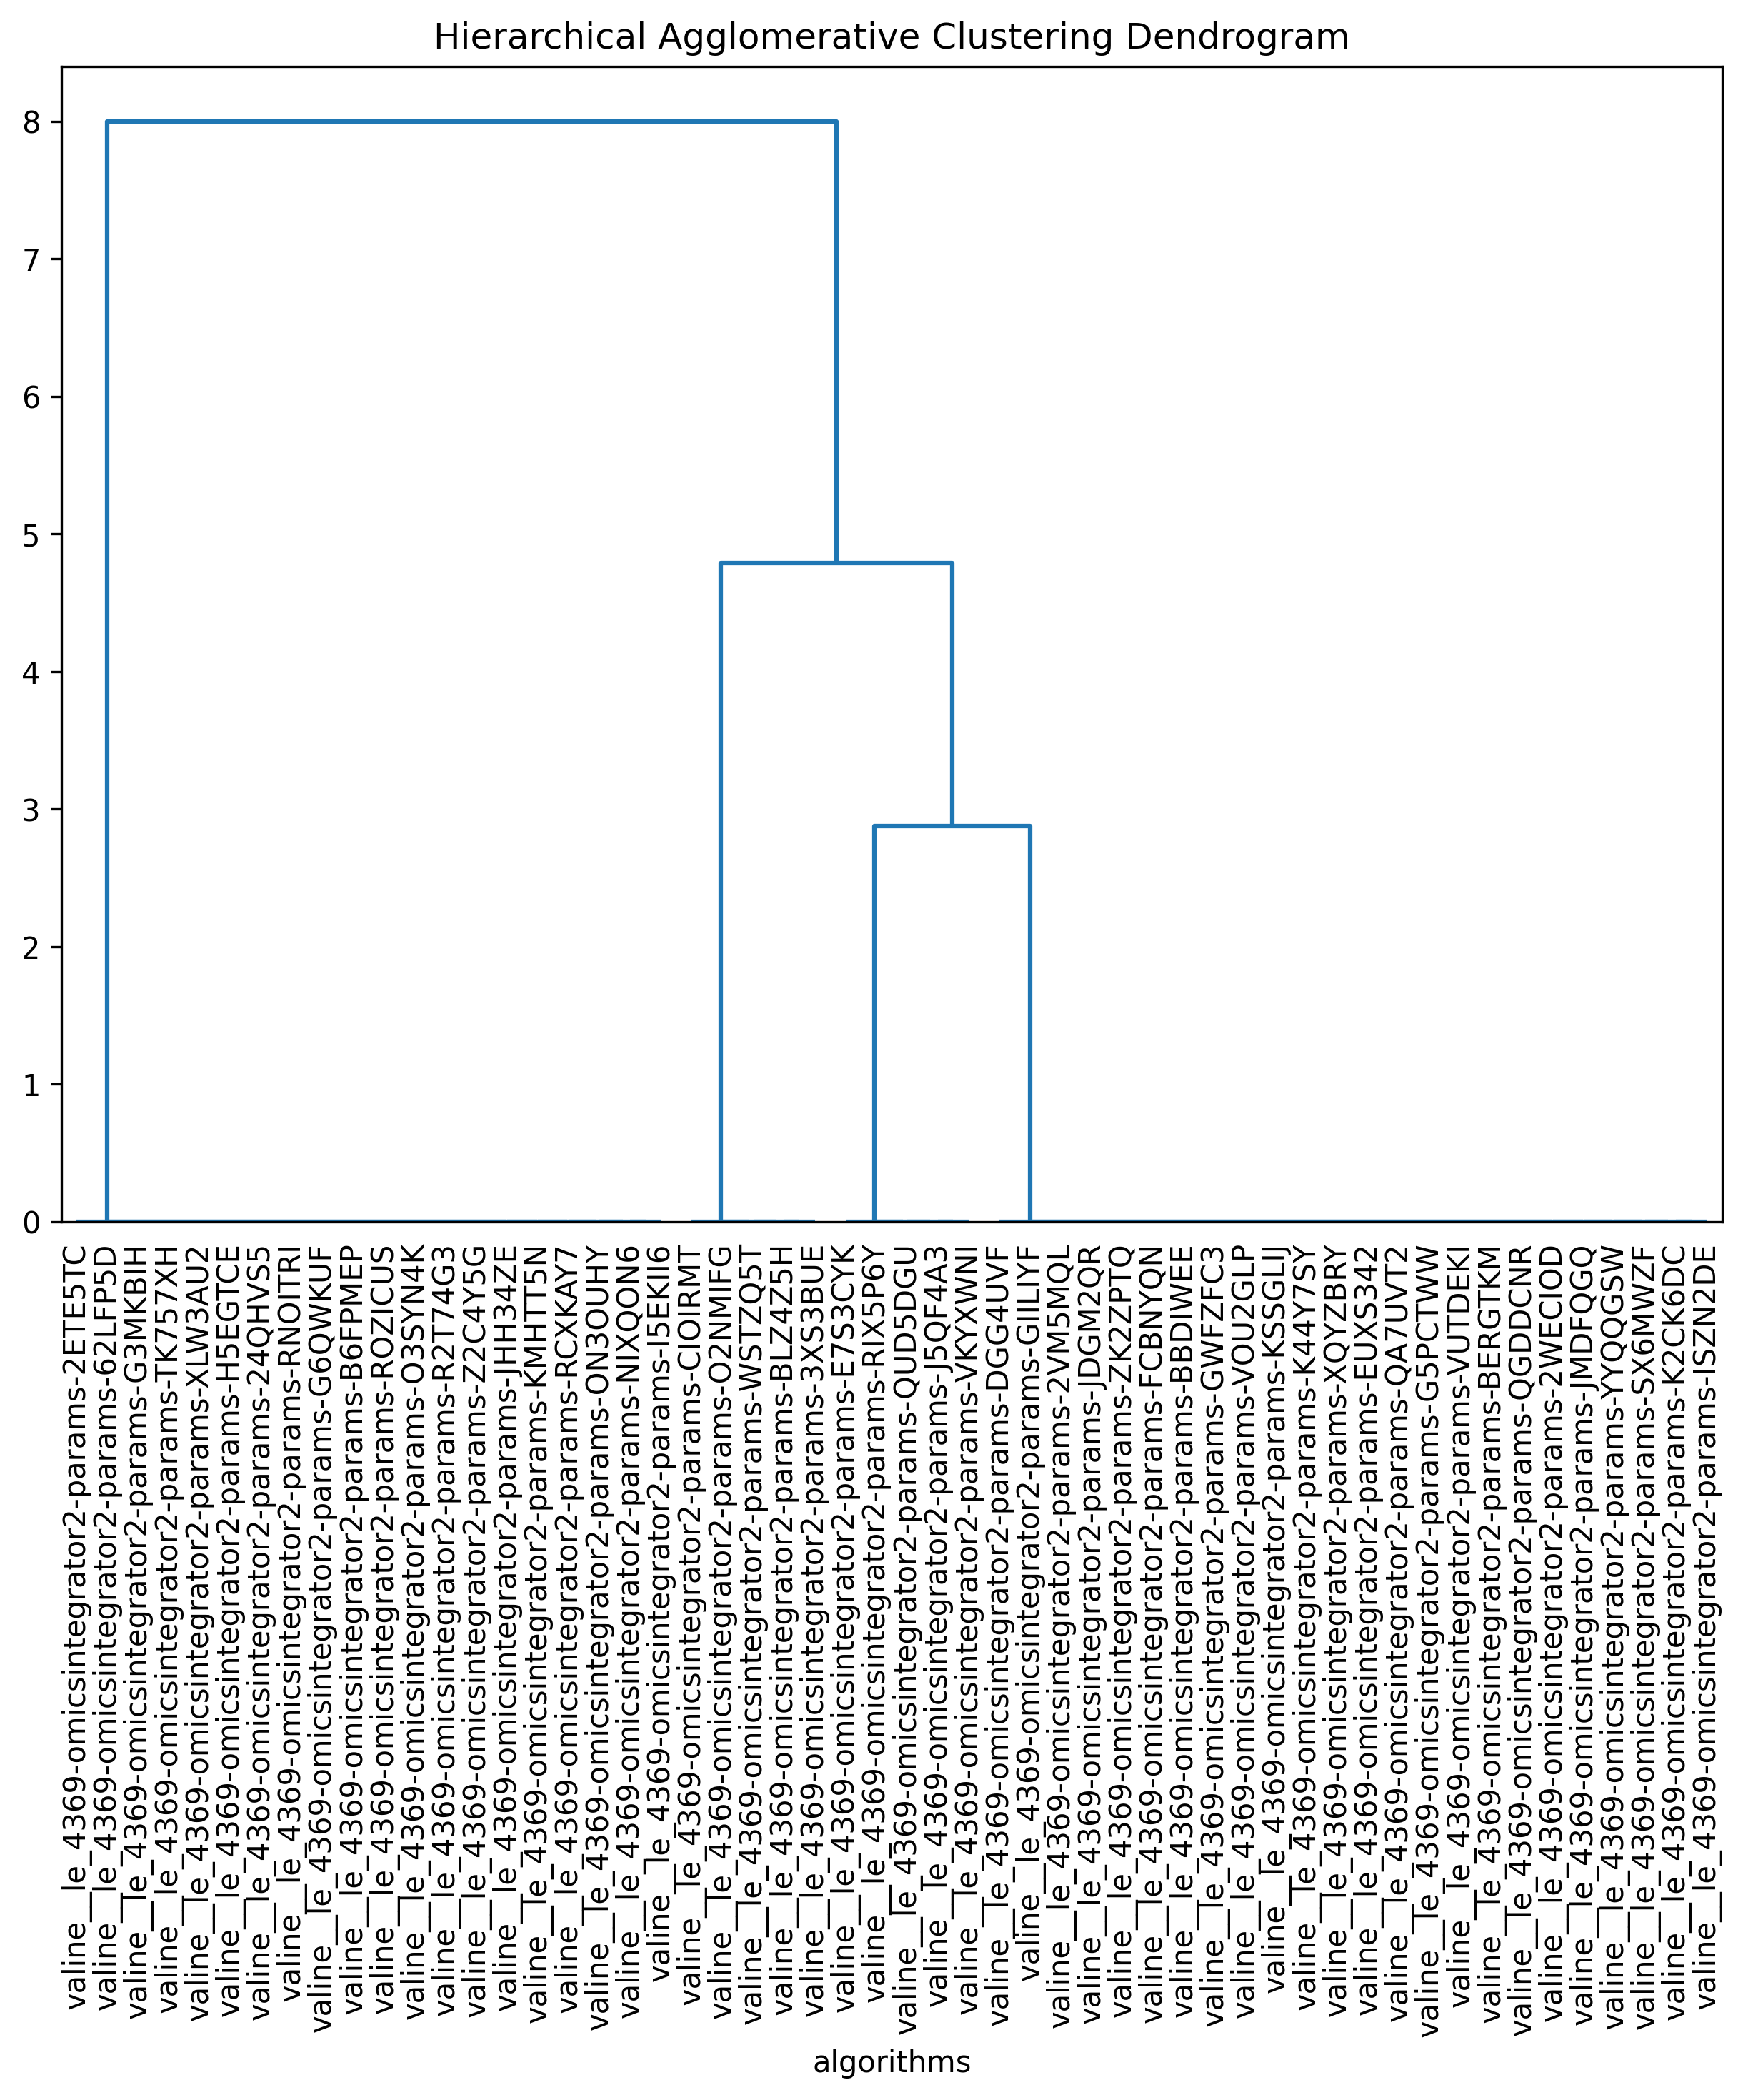 Hierarchical Agglomerative Clustering Dendrogram
8
7
6
5
4
3
2
1
0
valine__le_4369-omicsintegrator2-params-2ETE5TC
valine__le_4369-omicsintegrator2-params-62LFP5D
valine__le_4369-omicsintegrator2-params-G3MKBIH
valine__le_4369-omicsintegrator2-params-TK757XH
valine__le_4369-omicsintegrator2-params-XLW3AU2
valine__le_4369-omicsintegrator2-params-H5EGTCE
valine__le_4369-omicsintegrator2-params-24QHVS5
valine__le_4369-omicsintegrator2-params-RNOITRI
valine__le_4369-omicsintegrator2-params-G6QWKUF
valine__le_4369-omicsintegrator2-params-B6FPMEP
valine__le_4369-omicsintegrator2-params-ROZICUS
valine__le_4369-omicsintegrator2-params-O3SYN4K
valine__le_4369-omicsintegrator2-params-R2T74G3
valine__le_4369-omicsintegrator2-params-Z2C4Y5G
valine__le_4369-omicsintegrator2-params-JHH34ZE
valine__le_4369-omicsintegrator2-params-KMHTT5N
valine__le_4369-omicsintegrator2-params-RCXKAY7
valine__le_4369-omicsintegrator2-params-ON3OUHY
valine__le_4369-omicsintegrator2-params-NIXQON6
valine__le_4369-omicsintegrator2-params-I5EKII6
valine__le_4369-omicsintegrator2-params-CIOIRMT
valine__le_4369-omicsintegrator2-params-O2NMIFG
valine__le_4369-omicsintegrator2-params-WSTZQ5T
valine__le_4369-omicsintegrator2-params-BLZ4Z5H
valine__le_4369-omicsintegrator2-params-3XS3BUE
valine__le_4369-omicsintegrator2-params-E7S3CYK
valine__le_4369-omicsintegrator2-params-RIX5P6Y
valine__le_4369-omicsintegrator2-params-QUD5DGU
valine__le_4369-omicsintegrator2-params-J5QF4A3
valine__le_4369-omicsintegrator2-params-VKYXWNI
valine__le_4369-omicsintegrator2-params-DGG4UVF
valine__le_4369-omicsintegrator2-params-GIILIYF
valine__le_4369-omicsintegrator2-params-2VM5MQL
valine__le_4369-omicsintegrator2-params-JDGM2QR
valine__le_4369-omicsintegrator2-params-ZK2ZPTQ
valine__le_4369-omicsintegrator2-params-FCBNYQN
valine__le_4369-omicsintegrator2-params-BBDIWEE
valine__le_4369-omicsintegrator2-params-GWFZFC3
valine__le_4369-omicsintegrator2-params-VOU2GLP
valine__le_4369-omicsintegrator2-params-KSSGLIJ
valine__le_4369-omicsintegrator2-params-K44Y7SY
valine__le_4369-omicsintegrator2-params-XQYZBRY
valine__le_4369-omicsintegrator2-params-EUXS342
valine__le_4369-omicsintegrator2-params-QA7UVT2
valine__le_4369-omicsintegrator2-params-G5PCTWW
valine__le_4369-omicsintegrator2-params-VUTDEKI
valine__le_4369-omicsintegrator2-params-BERGTKM
valine__le_4369-omicsintegrator2-params-QGDDCNR
valine__le_4369-omicsintegrator2-params-2WECIOD
valine__le_4369-omicsintegrator2-params-JMDFQGQ
valine__le_4369-omicsintegrator2-params-YYQQGSW
valine__le_4369-omicsintegrator2-params-SX6MWZF
valine__le_4369-omicsintegrator2-params-K2CK6DC
valine__le_4369-omicsintegrator2-params-ISZN2DE
algorithms